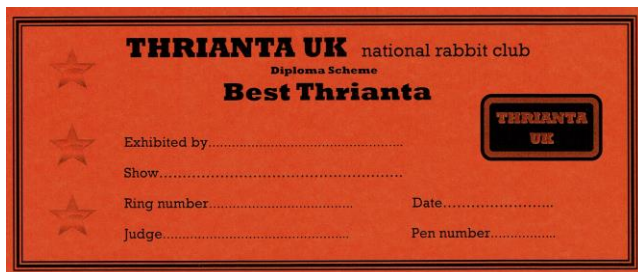 THRIANTA UK national rabbit club
Diploma Scheme
Best Thrianta
THRIANTA
UK
Exhibited by................................................
Show......................................................
Ring number...................................
Date.........................
Judge..............................................
Pen number................